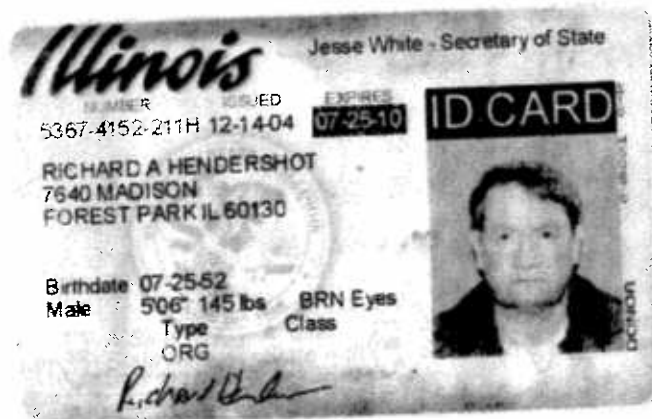 Illinois
Jesse White - Secretary of State
NUMBER ISSUED EXPIRES
5367-4152-211H 12-14-04 07-25-10
ID CARD
RICHARD A HENDERSHOT
7640 MADISON
FOREST PARK IL 60130
Birthdate 07-25-52
Male 5'06" 145 lbs BRN Eyes
Type Class
ORG
DONOR